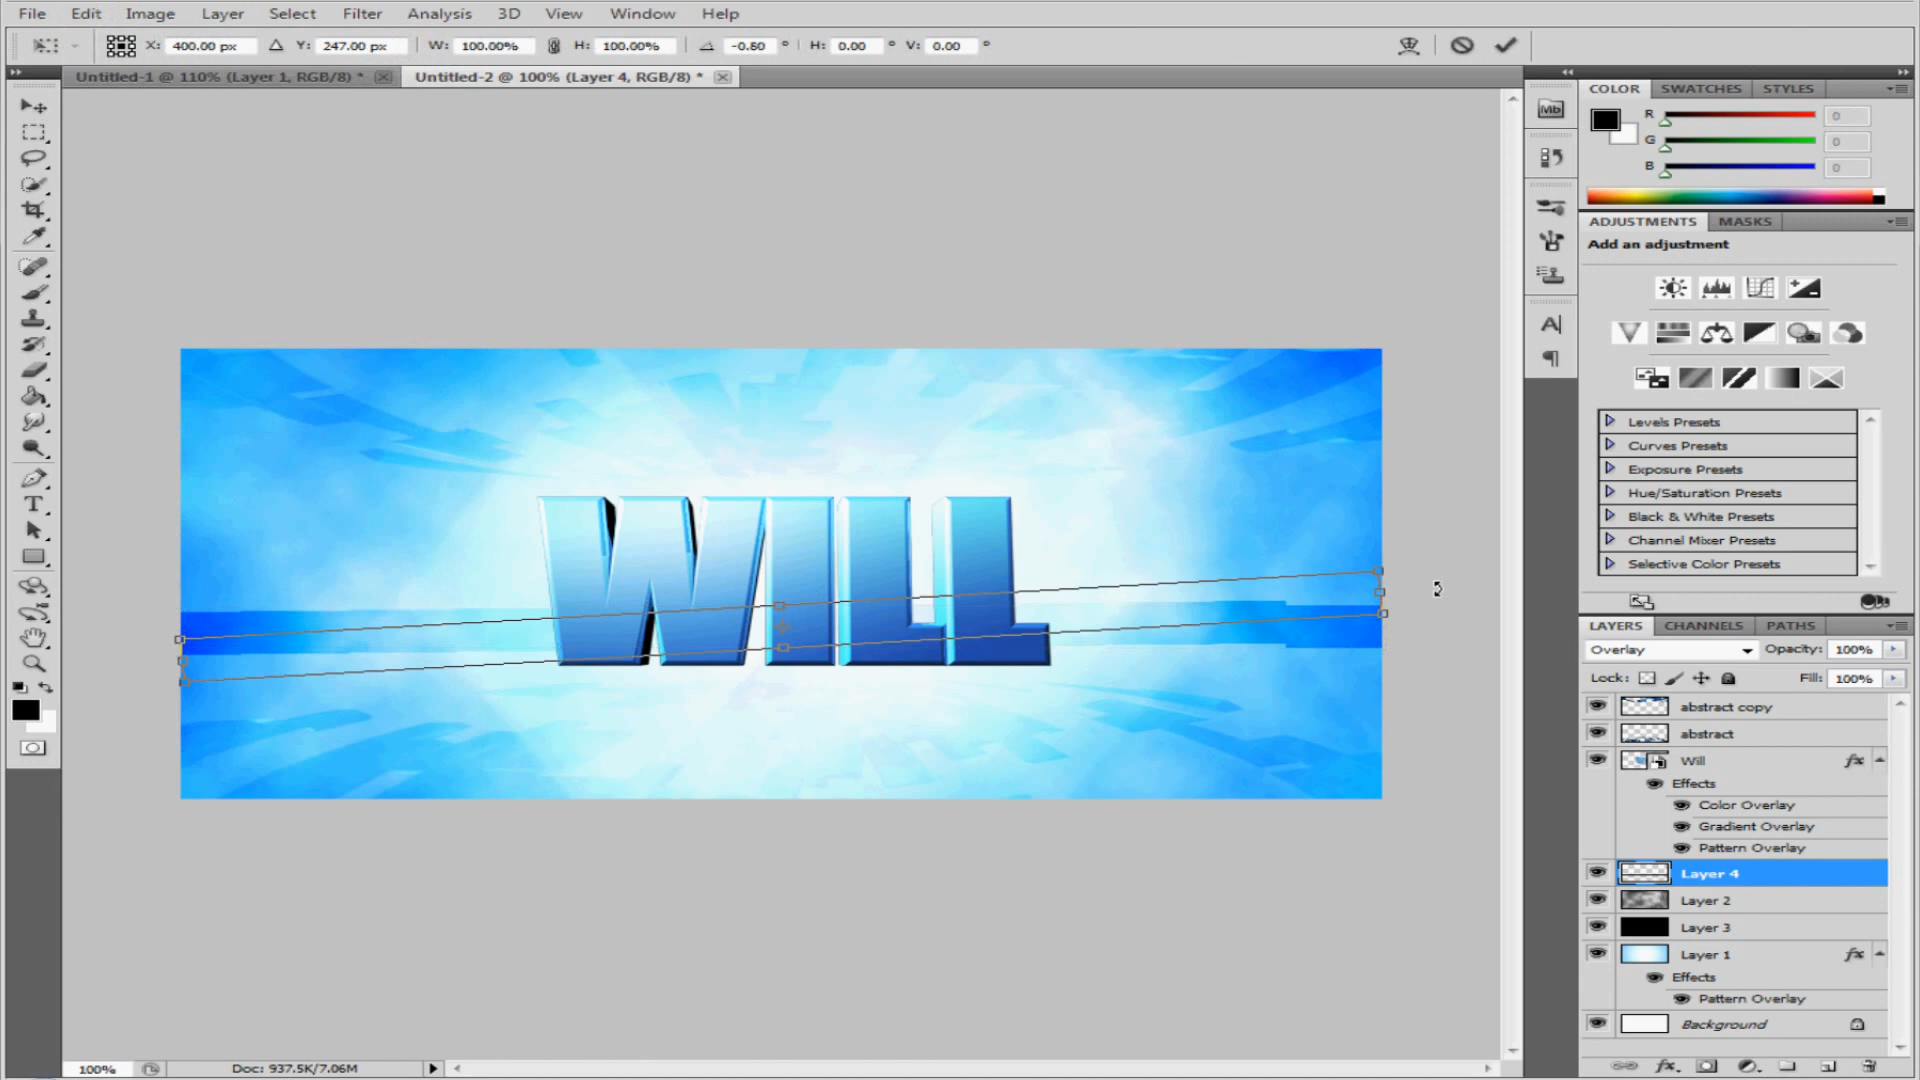 File Edit Image Layer Select Filter Analysis 3D View Window Help
X: 400.00 px Y: 247.00 px W: 100.00% H: 100.00% -0.60 ° H: 0.00 ° V: 0.00 °
Untitled-1 @ 110% (Layer 1, RGB/8) * Untitled-2 @ 100% (Layer 4, RGB/8) *
COLOR SWATCHES STYLES
R 0
G 0
B 0
Mb
ADJUSTMENTS MASKS
Add an adjustment
A|
Levels Presets
Curves Presets
Exposure Presets
Hue/Saturation Presets
Black & White Presets
Channel Mixer Presets
Selective Color Presets
WILL
LAYERS CHANNELS PATHS
Overlay Opacity: 100%
Lock: Fill: 100%
abstract copy
abstract
Will fx
Effects
Color Overlay
Gradient Overlay
Pattern Overlay
Layer 4
Layer 2
Layer 3
Layer 1 fx
Effects
Pattern Overlay
Background
100% Doc: 937.5K/7.06M